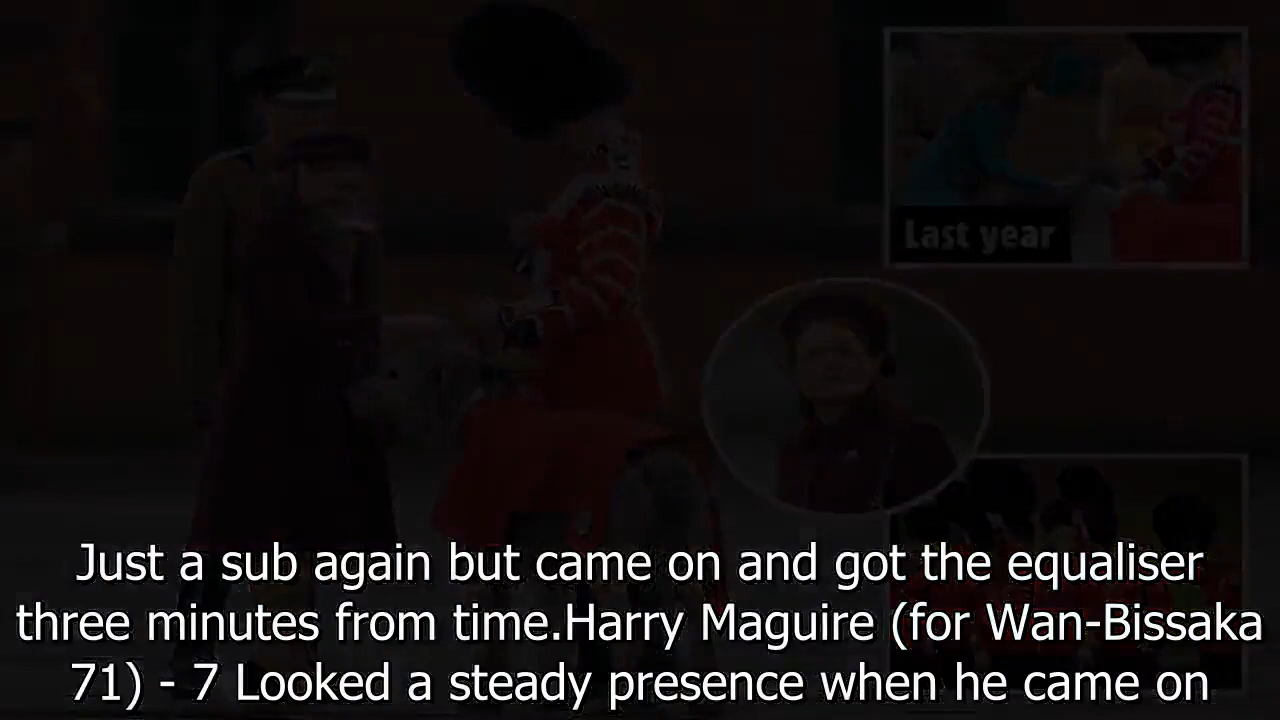 Last year
Just a sub again but came on and got the equaliser
three minutes from time.Harry Maguire (for Wan-Bissaka
71) - 7 Looked a steady presence when he came on